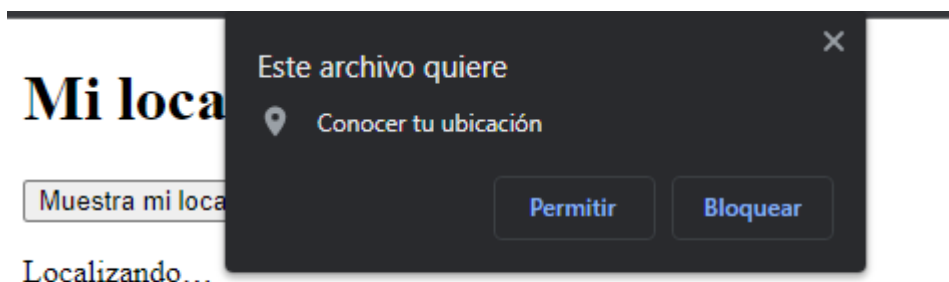 Este archivo quiere
Conocer tu ubicación
Permitir
Bloquear
Mi loca
Muestra mi loca
Localizando...